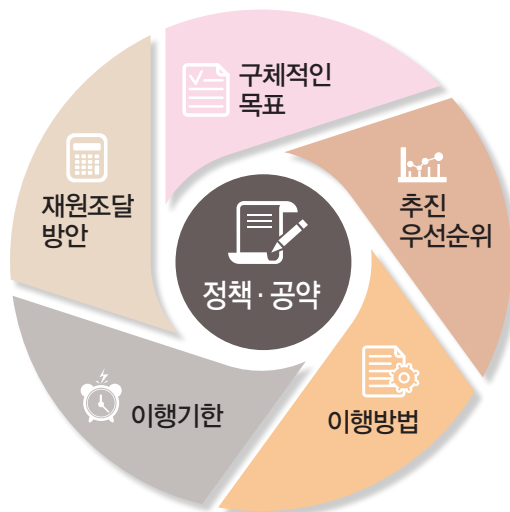 구체적인
목표
추진
우선순위
이행방법
이행기한
재원조달
방안
정책 · 공약